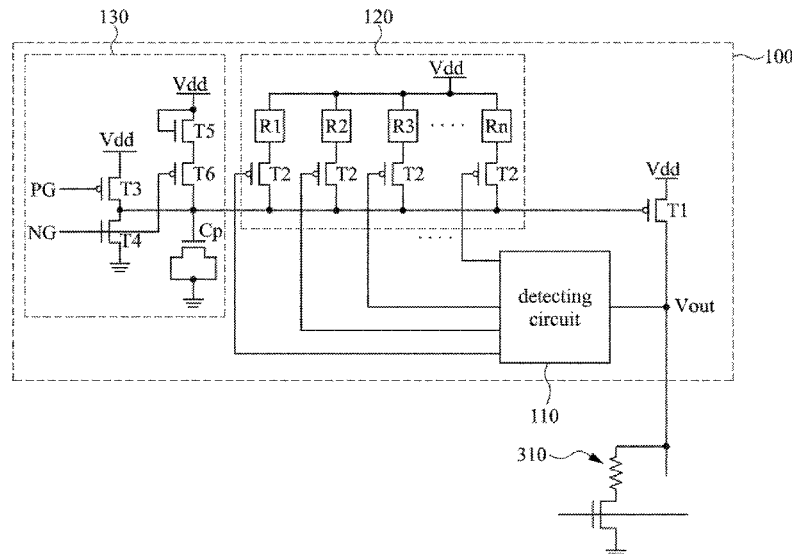 130
120
100
Vdd
Vdd
R1
R2
R3
. . . .
Rn
T5
Vdd
T6
T2
T2
T2
T2
Vdd
PG
T3
T1
NG
T4
Cp
. . . .
detecting
circuit
Vout
110
310